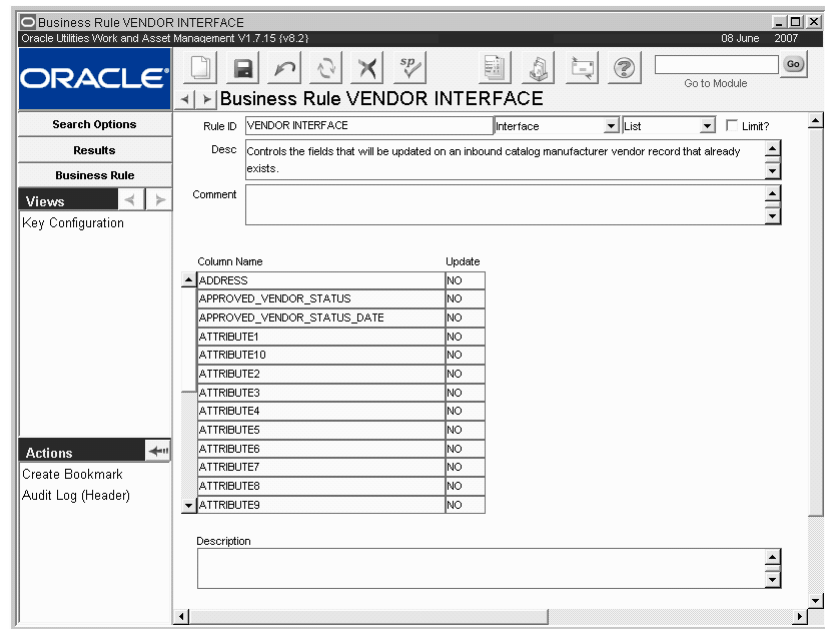 Business Rule VENDOR INTERFACE
Oracle Utilities Work and Asset Management V1.7.15 {v8.2} 08 June 2007
ORACLE
sp
Go
Go to Module
Business Rule VENDOR INTERFACE
Search Options
Results
Business Rule
Views
Key Configuration
Actions
Create Bookmark
Audit Log (Header)
Rule ID VENDOR INTERFACE Interface List Limit?
Desc Controls the fields that will be updated on an inbound catalog manufacturer vendor record that already
exists.
Comment
Column Name Update
ADDRESS NO
APPROVED_VENDOR_STATUS NO
APPROVED_VENDOR_STATUS_DATE NO
ATTRIBUTE1 NO
ATTRIBUTE10 NO
ATTRIBUTE2 NO
ATTRIBUTE3 NO
ATTRIBUTE4 NO
ATTRIBUTE5 NO
ATTRIBUTE6 NO
ATTRIBUTE7 NO
ATTRIBUTE8 NO
ATTRIBUTE9 NO
Description